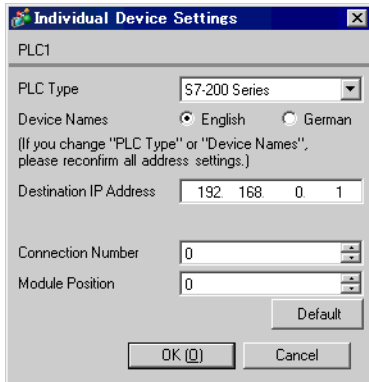 Individual Device Settings
PLC1
PLC Type S7-200 Series
Device Names English German
(If you change "PLC Type" or "Device Names",
please reconfirm all address settings.)
Destination IP Address 192. 168. 0. 1
Connection Number 0
Module Position 0
Default
OK (O) Cancel